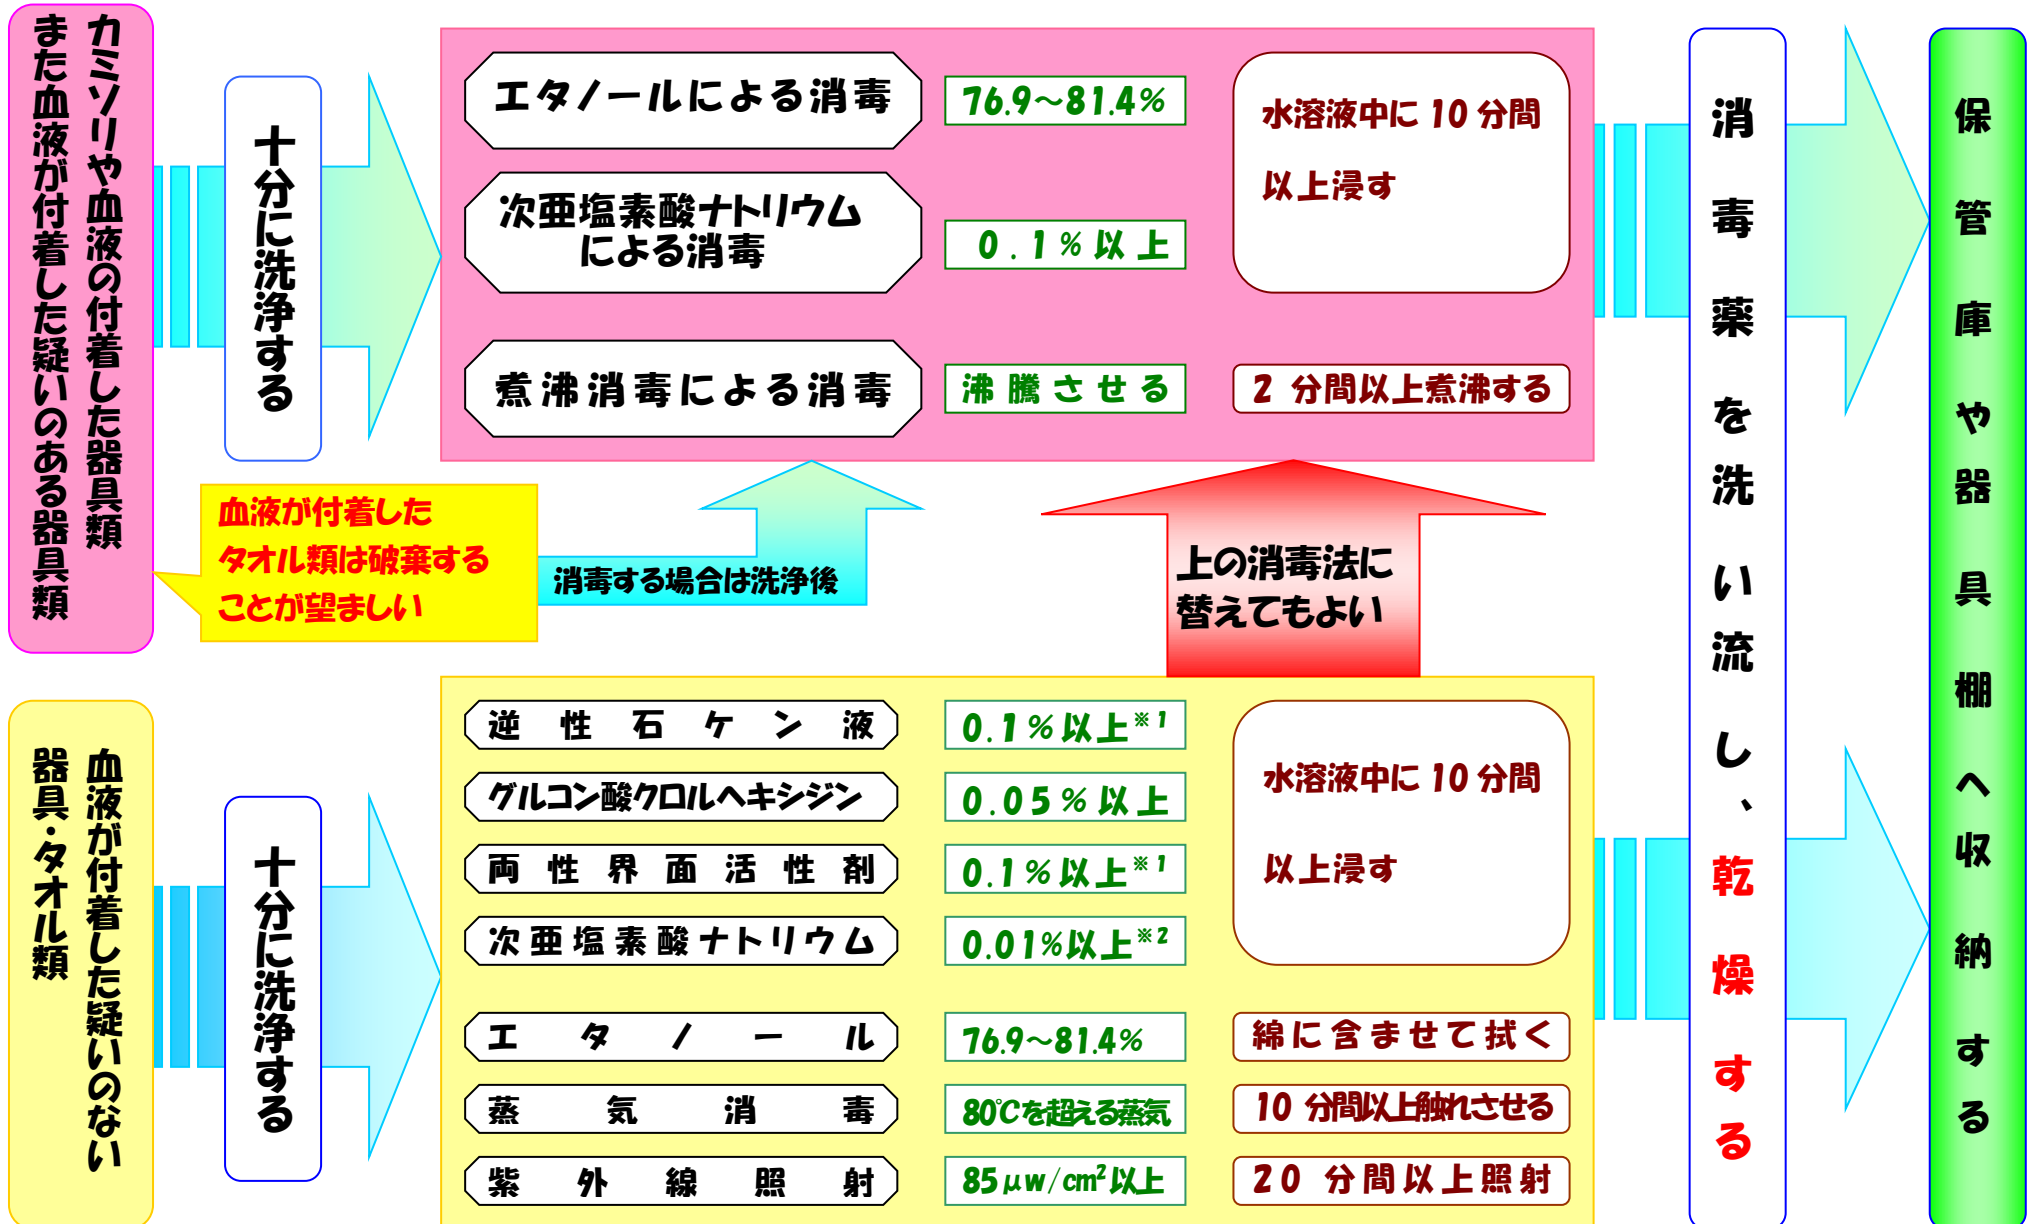 カミソリや血液の付着した器具類
また血液が付着した疑いのある器具類
十分に洗浄する
エタノールによる消毒
76.9～81.4%
次亜塩素酸ナトリウム
による消毒
0.1%以上
水溶液中に10分間
以上浸す
煮沸消毒による消毒
沸騰させる
2分間以上煮沸する
血液が付着した
タオル類は破棄する
ことが望ましい
消毒する場合は洗浄後
上の消毒法に
替えてもよい
血液が付着した疑いのない
器具・タオル類
十分に洗浄する
逆性石ケン液
0.1%以上※1
グルコン酸クロルヘキシジン
0.05%以上
両性界面活性剤
0.1%以上※1
次亜塩素酸ナトリウム
0.01%以上※2
水溶液中に10分間
以上浸す
エタノール
76.9～81.4%
綿に含ませて拭く
蒸気消毒
80℃を超える蒸気
10分間以上触れさせる
紫外線照射
85μw/cm²以上
20分間以上照射
消毒薬を洗い流し、乾燥する
保管庫や器具棚へ収納する